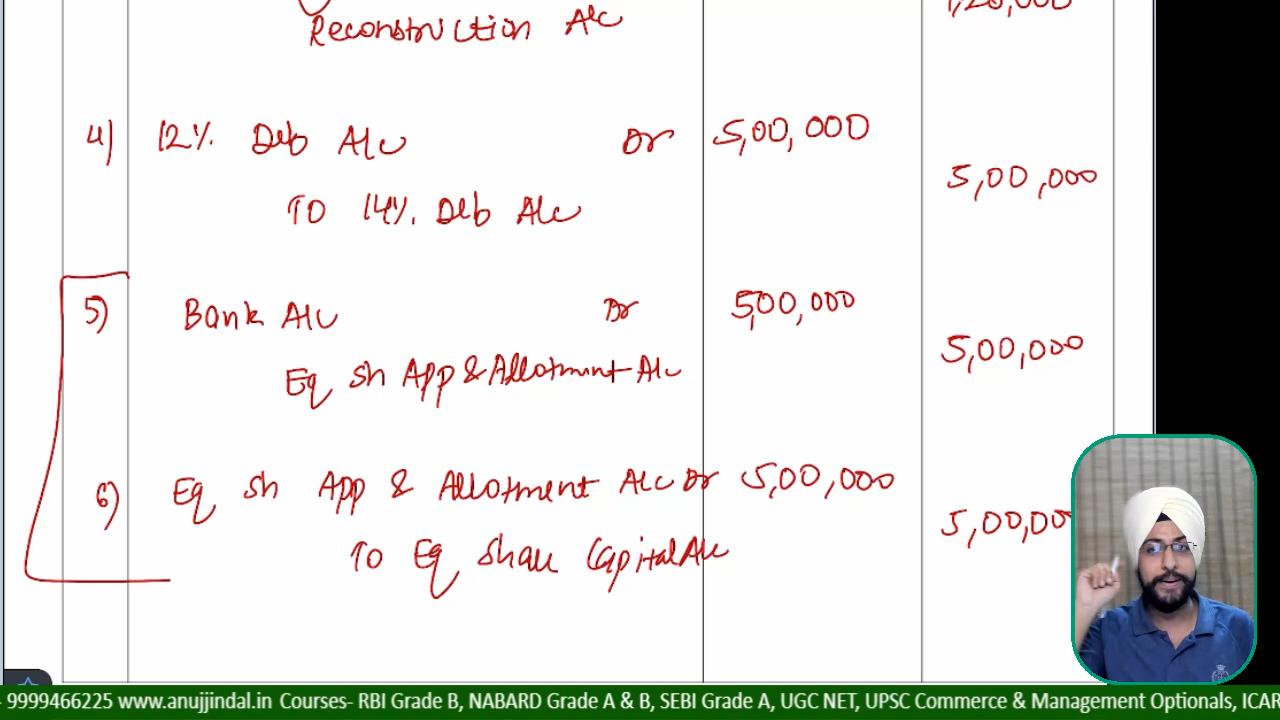 Reconstruction A/c
4) 12% Deb A/c Dr 5,00,000
To 14% Deb A/c 5,00,000
5) Bank A/c Dr 5,00,000
Eq Sh App & Allotment A/c 5,00,000
6) Eq Sh App & Allotment A/c Dr 5,00,000
To Eq Share Capital A/c 5,00,000
9999466225 www.anujjindal.in Courses- RBI Grade B, NABARD Grade A & B, SEBI Grade A, UGC NET, UPSC Commerce & Management Optionals, ICAR